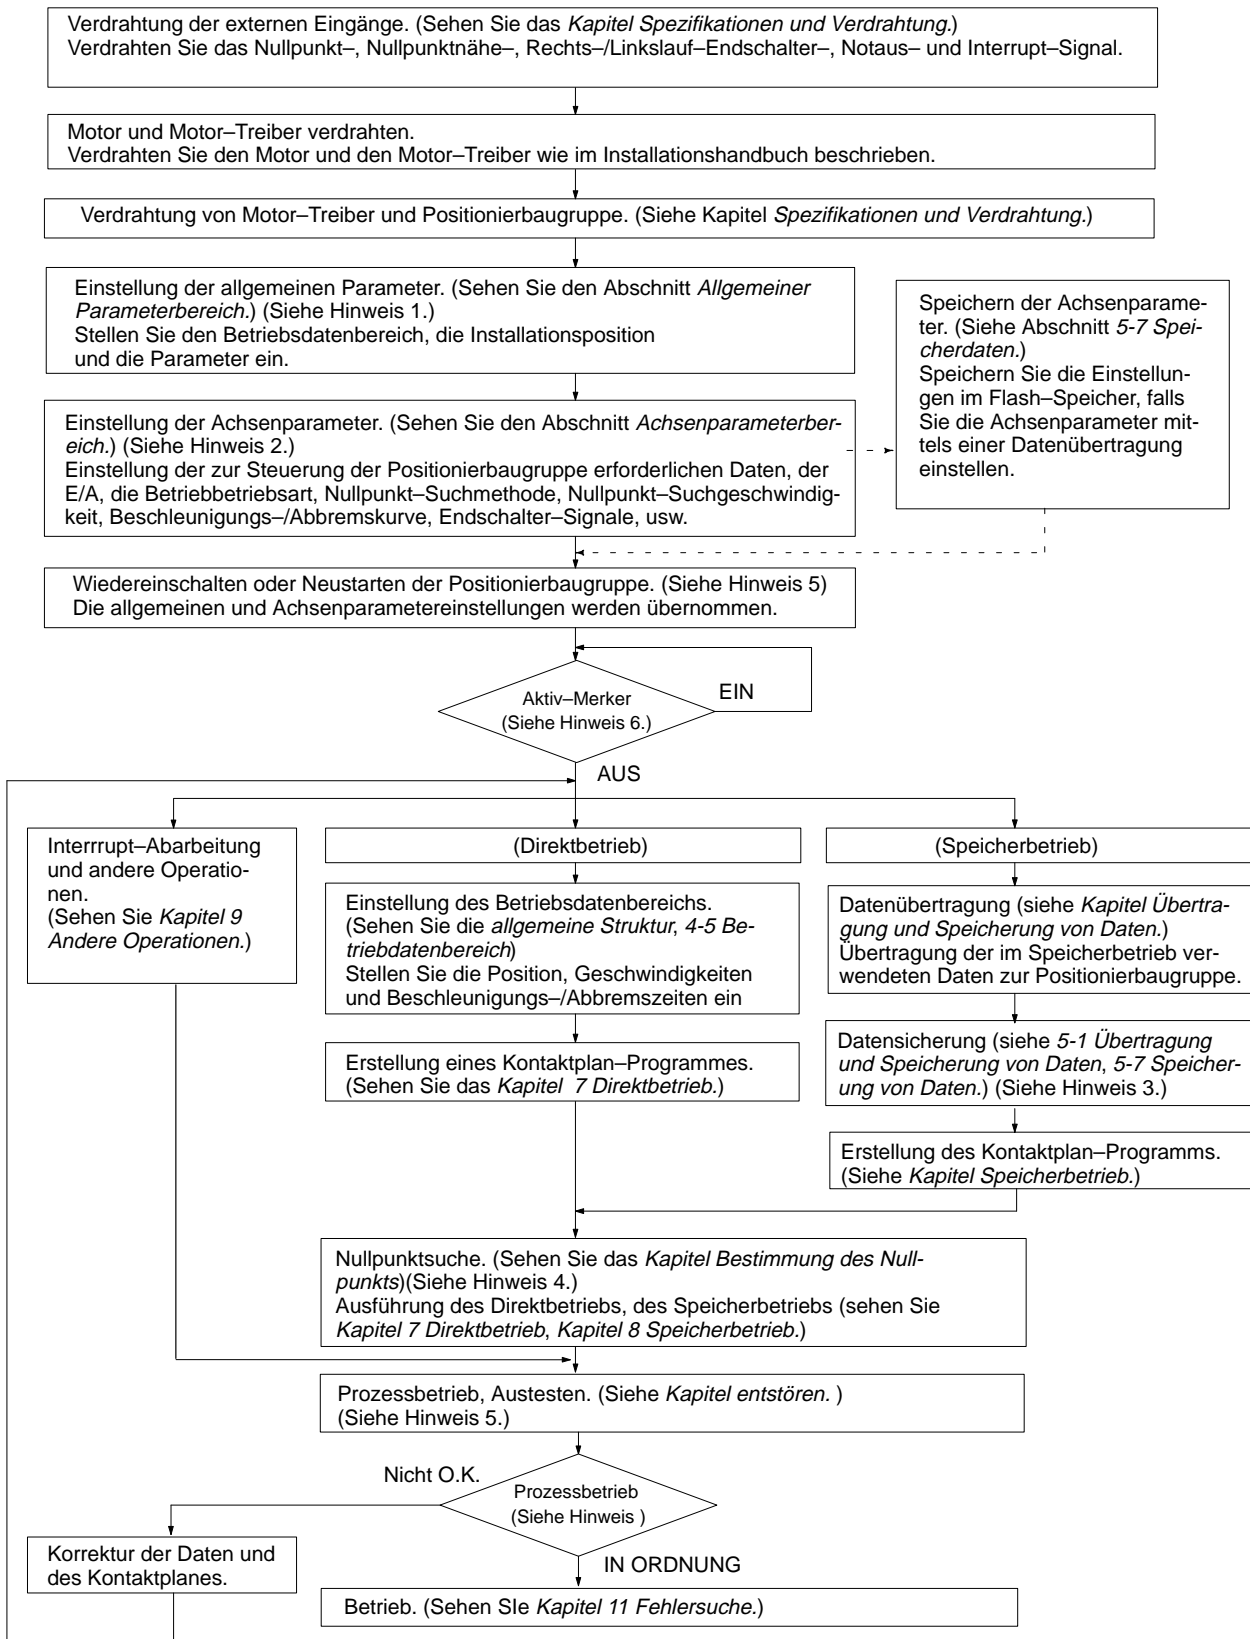 Verdrahtung der externen Eingänge. (Sehen Sie das Kapitel Spezifikationen und Verdrahtung.)
Verdrahten Sie das Nullpunkt–, Nullpunktnähe–, Rechts–/Linkslauf–Endschalter–, Notaus– und Interrupt–Signal.
Motor und Motor–Treiber verdrahten.
Verdrahten Sie den Motor und den Motor–Treiber wie im Installationshandbuch beschrieben.
Verdrahtung von Motor–Treiber und Positionierbaugruppe. (Siehe Kapitel Spezifikationen und Verdrahtung.)
Einstellung der allgemeinen Parameter. (Sehen Sie den Abschnitt Allgemeiner
Parameterbereich.) (Siehe Hinweis 1.)
Stellen Sie den Betriebsdatenbereich, die Installationsposition
und die Parameter ein.
Einstellung der Achsenparameter. (Sehen Sie den Abschnitt Achsenparameterber-
eich.) (Siehe Hinweis 2.)
Einstellung der zur Steuerung der Positionierbaugruppe erforderlichen Daten, der
E/A, die Betriebbetriebsart, Nullpunkt–Suchmethode, Nullpunkt–Suchgeschwindig-
keit, Beschleunigungs–/Abbremskurve, Endschalter–Signale, usw.
Speichern der Achsenparame-
ter. (Siehe Abschnitt 5-7 Spei-
cherdaten.)
Speichern Sie die Einstellun-
gen im Flash–Speicher, falls
Sie die Achsenparameter mit-
tels einer Datenübertragung
einstellen.
Wiedereinschalten oder Neustarten der Positionierbaugruppe. (Siehe Hinweis 5)
Die allgemeinen und Achsenparametereinstellungen werden übernommen.
Aktiv–Merker
(Siehe Hinweis 6.)
EIN
AUS
Interrrupt–Abarbeitung
und andere Operatio-
nen.
(Sehen Sie Kapitel 9
Andere Operationen.)
(Direktbetrieb)
Einstellung des Betriebsdatenbereichs.
(Sehen Sie die allgemeine Struktur, 4-5 Be-
triebdatenbereich)
Stellen Sie die Position, Geschwindigkeiten
und Beschleunigungs–/Abbremszeiten ein
Erstellung eines Kontaktplan–Programmes.
(Sehen Sie das Kapitel 7 Direktbetrieb.)
(Speicherbetrieb)
Datenübertragung (siehe Kapitel Übertra-
gung und Speicherung von Daten.)
Übertragung der im Speicherbetrieb ver-
wendeten Daten zur Positionierbaugruppe.
Datensicherung (siehe 5-1 Übertragung
und Speicherung von Daten, 5-7 Speicher-
ung von Daten.) (Siehe Hinweis 3.)
Erstellung des Kontaktplan–Programms.
(Siehe Kapitel Speicherbetrieb.)
Nullpunktsuche. (Sehen Sie das Kapitel Bestimmung des Null-
punkts)(Siehe Hinweis 4.)
Ausführung des Direktbetriebs, des Speicherbetriebs (sehen Sie
Kapitel 7 Direktbetrieb, Kapitel 8 Speicherbetrieb.)
Prozessbetrieb, Austesten. (Siehe Kapitel entstören. )
(Siehe Hinweis 5.)
Nicht O.K.
Prozessbetrieb
(Siehe Hinweis )
IN ORDNUNG
Korrektur der Daten und
des Kontaktplanes.
Betrieb. (Sehen SIe Kapitel 11 Fehlersuche.)